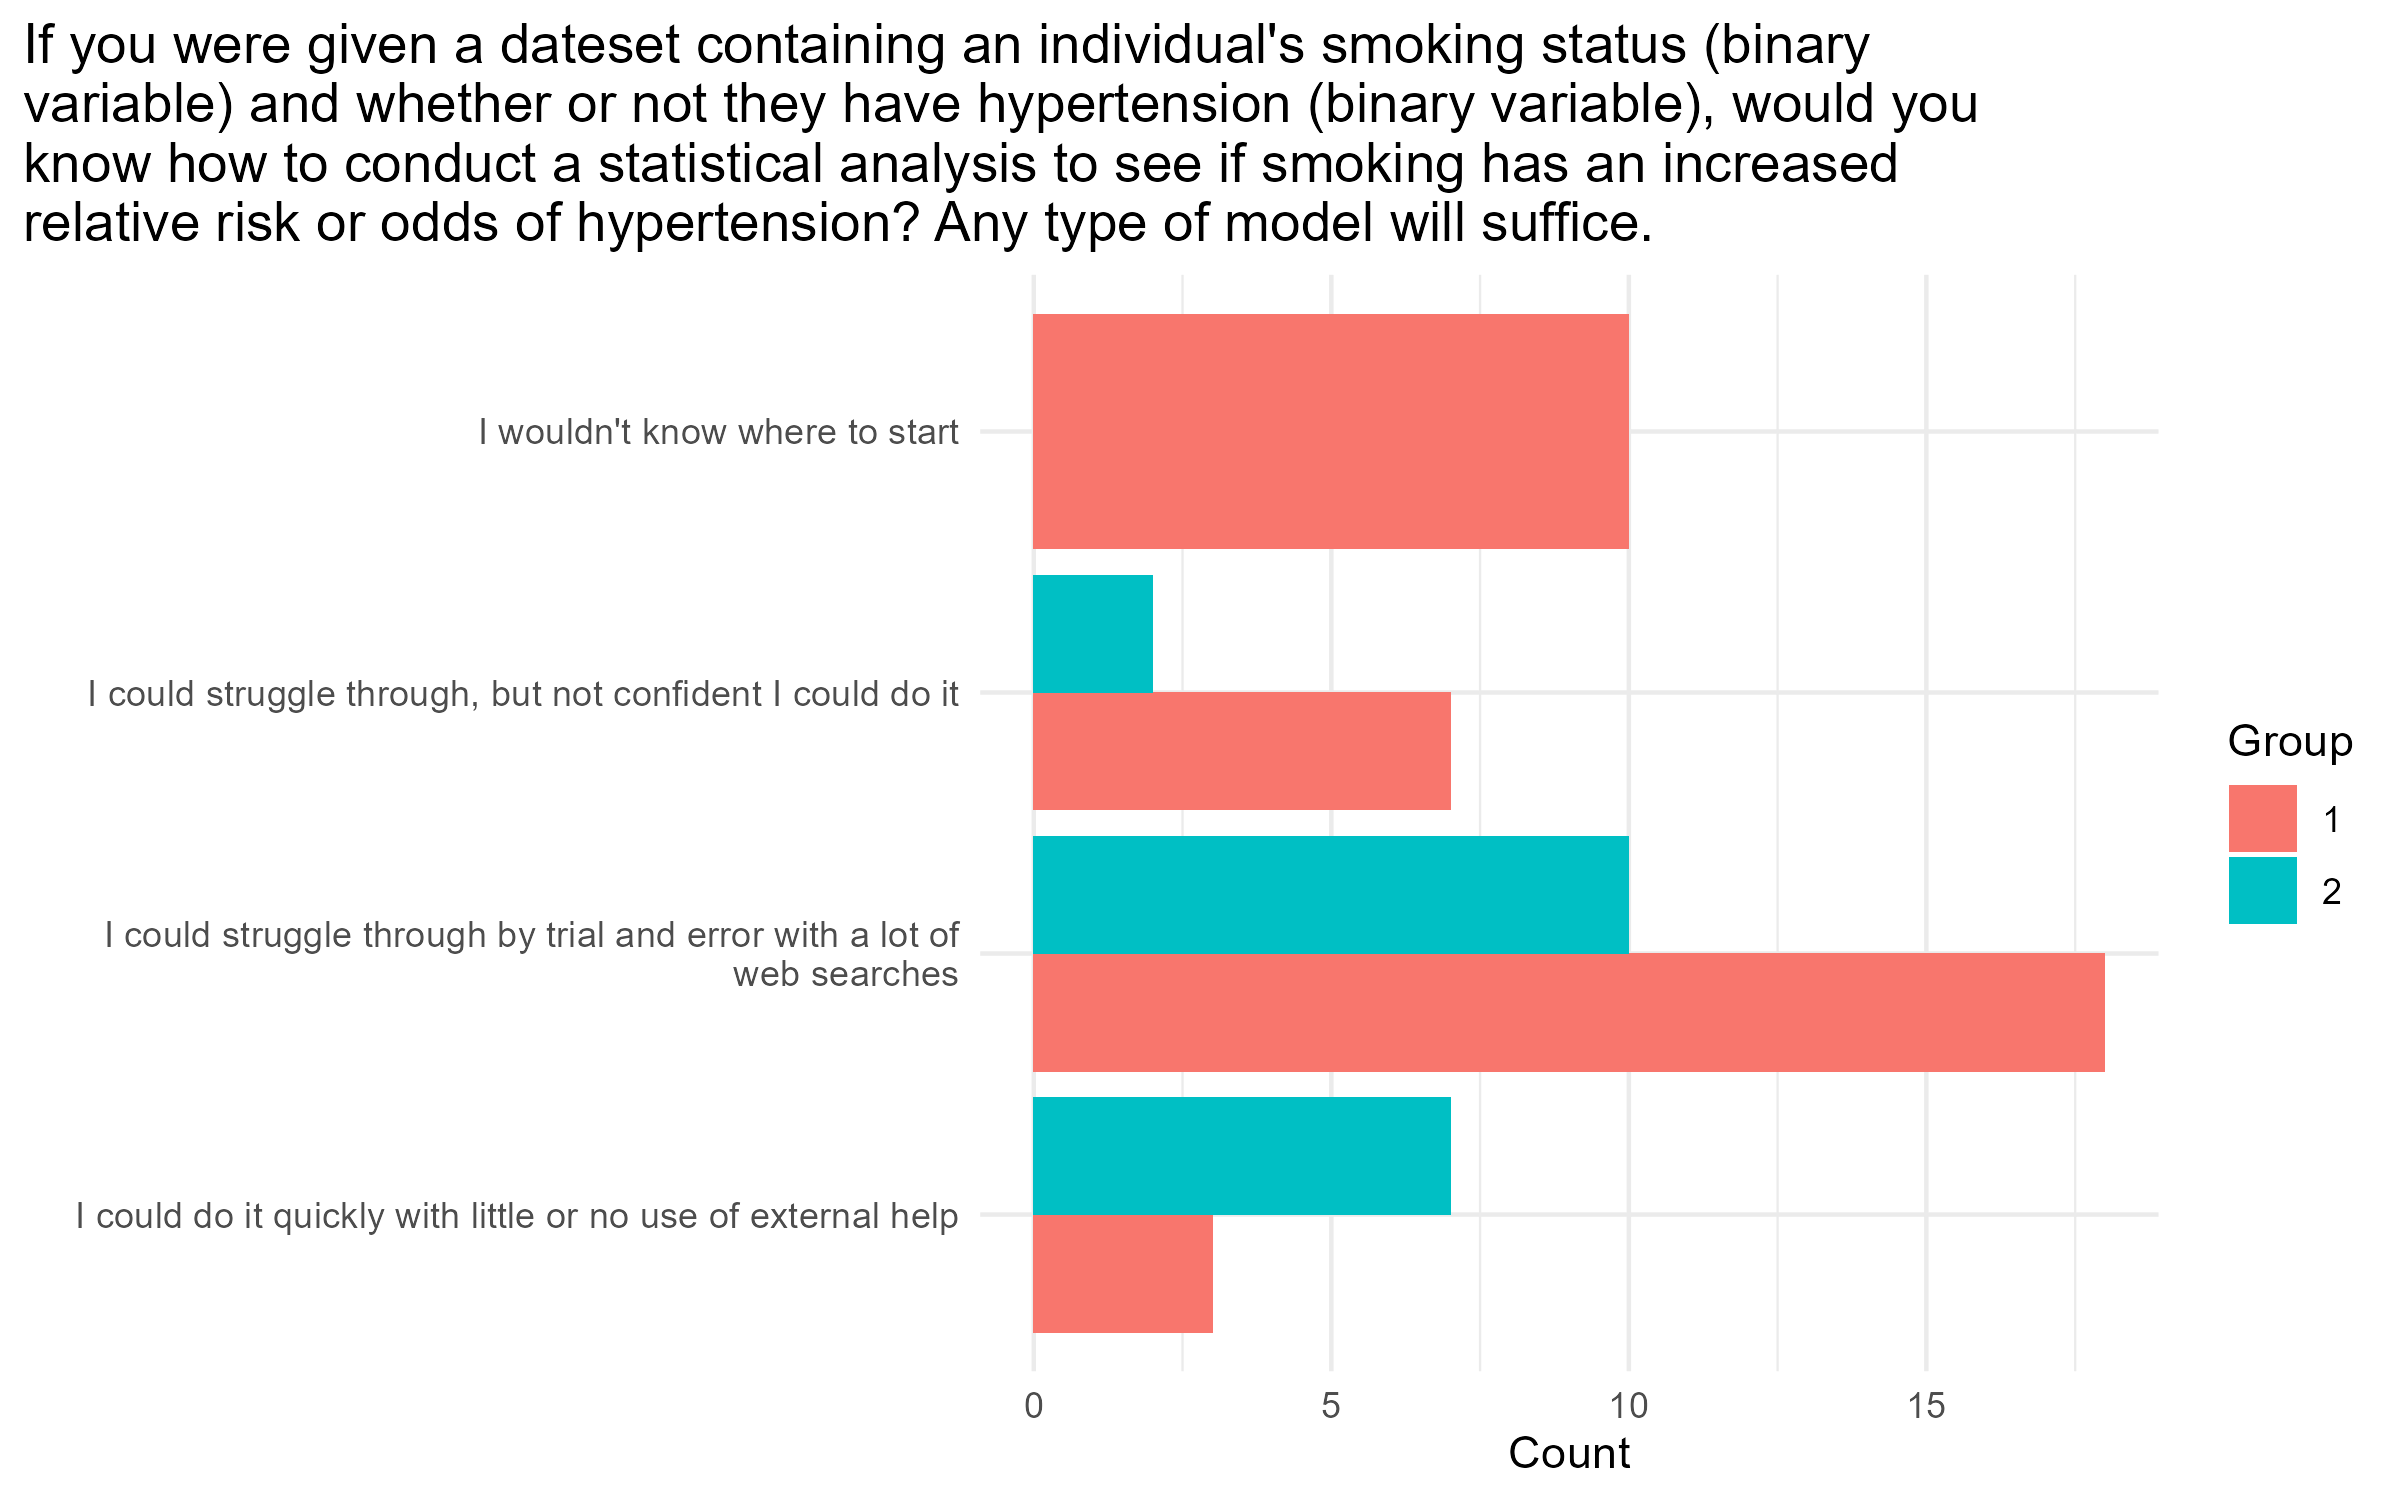 If you were given a dateset containing an individual's smoking status (binary
variable) and whether or not they have hypertension (binary variable), would you
know how to conduct a statistical analysis to see if smoking has an increased
relative risk or odds of hypertension? Any type of model will suffice.
I wouldn't know where to start
I could struggle through, but not confident I could do it
I could struggle through by trial and error with a lot of
web searches
I could do it quickly with little or no use of external help
0 5 10 15
Count
Group
1
2